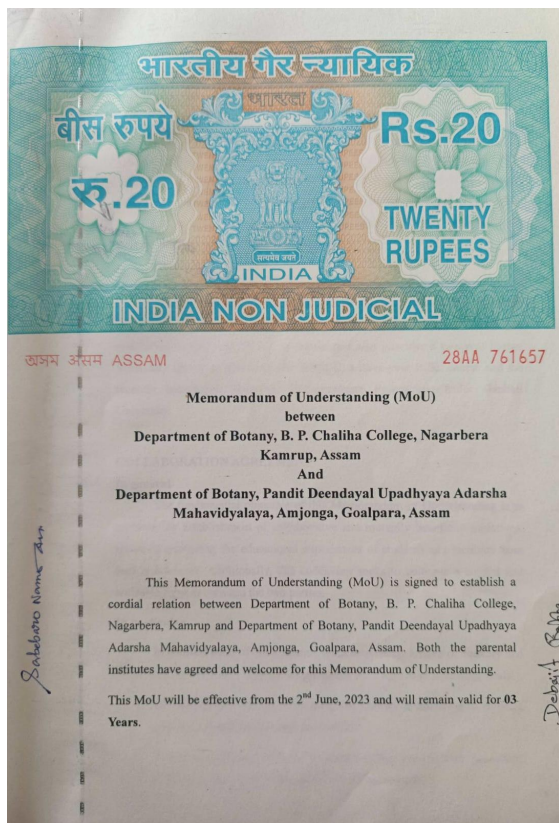 भारतीय गैर न्यायिक
भारत
बीस रुपये
Rs.20
रु.20
TWENTY
RUPEES
सत्यमेव जयते
INDIA
INDIA NON JUDICIAL
অসম असम ASSAM
28AA 761657
Memorandum of Understanding (MoU)
between
Department of Botany, B. P. Chaliha College, Nagarbera
Kamrup, Assam
And
Department of Botany, Pandit Deendayal Upadhyaya Adarsha
Mahavidyalaya, Amjonga, Goalpara, Assam
This Memorandum of Understanding (MoU) is signed to establish a
cordial relation between Department of Botany, B. P. Chaliha College,
Nagarbera, Kamrup and Department of Botany, Pandit Deendayal Upadhyaya
Adarsha Mahavidyalaya, Amjonga, Goalpara, Assam. Both the parental
institutes have agreed and welcome for this Memorandum of Understanding.
This MoU will be effective from the 2nd June, 2023 and will remain valid for 03
Years.
Debajit